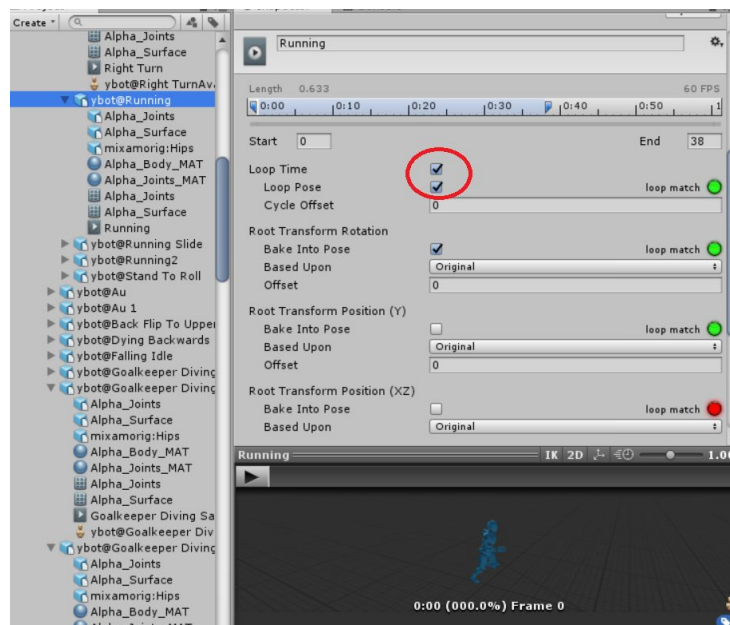 Create
Alpha_Joints
Alpha_Surface
Right Turn
ybot@Right TurnAv
ybot@Running
Alpha_Joints
Alpha_Surface
mixamorig:Hips
Alpha_Body_MAT
Alpha_Joints_MAT
Alpha_Joints
Alpha_Surface
Running
ybot@Running Slide
ybot@Running2
ybot@Stand To Roll
ybot@Au
ybot@Au 1
ybot@Back Flip To Upper
ybot@Dying Backwards
ybot@Falling Idle
ybot@Goalkeeper Diving
ybot@Goalkeeper Diving
Alpha_Joints
Alpha_Surface
mixamorig:Hips
Alpha_Body_MAT
Alpha_Joints_MAT
Alpha_Joints
Alpha_Surface
Goalkeeper Diving Sa
ybot@Goalkeeper Div
ybot@Goalkeeper Diving
Alpha_Joints
Alpha_Surface
mixamorig:Hips
Alpha_Body_MAT
Running
Length 0.633 60 FPS
0:00 0:10 0:20 0:30 0:40 0:50 1
Start 0 End 38
Loop Time
Loop Pose loop match
Cycle Offset 0
Root Transform Rotation
Bake Into Pose loop match
Based Upon Original
Offset 0
Root Transform Position (Y)
Bake Into Pose loop match
Based Upon Original
Offset 0
Root Transform Position (XZ)
Bake Into Pose loop match
Based Upon Original
Running IK 2D 1.00
0:00 (000.0%) Frame 0